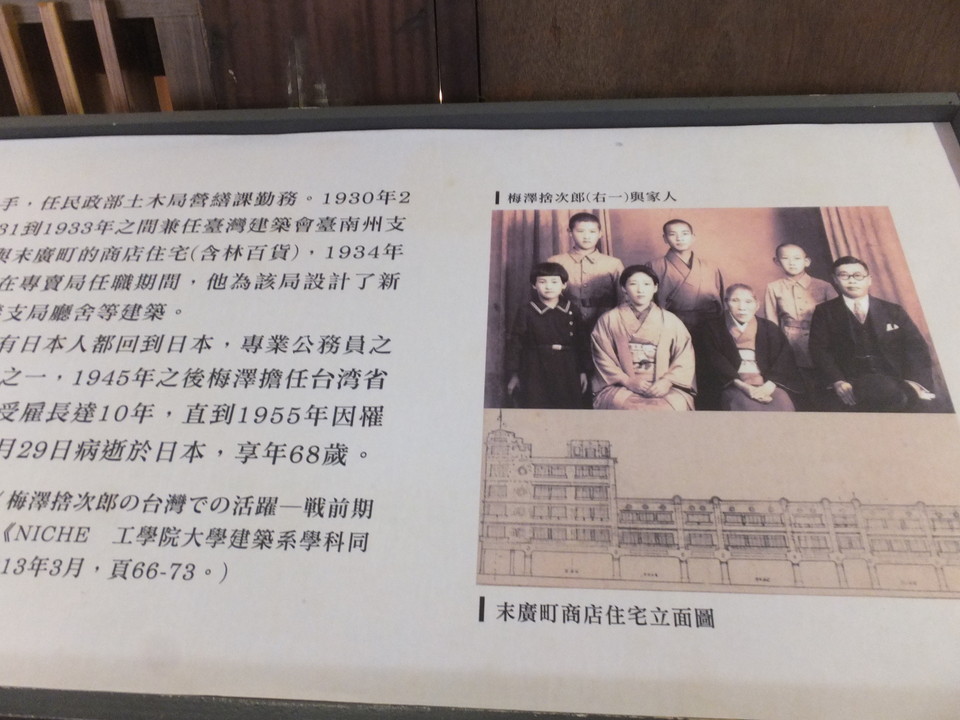 手，任民政部土木局營繕課勤務。1930年2
31到1933年之間兼任臺灣建築會臺南州支
與末廣町的商店住宅(含林百貨)，1934年
在專賣局任職期間，他為該局設計了新
支局廳舍等建築。
有日本人都回到日本，專業公務員之
之一，1945年之後梅澤擔任台湾省
受雇長達10年，直到1955年因罹
月29日病逝於日本，享年68歲。
(梅澤捨次郎の台灣での活躍—戦前期
《NICHE　工學院大學建築系學科同
13年3月，頁66-73。)
梅澤捨次郎(右一)與家人
末廣町商店住宅立面圖